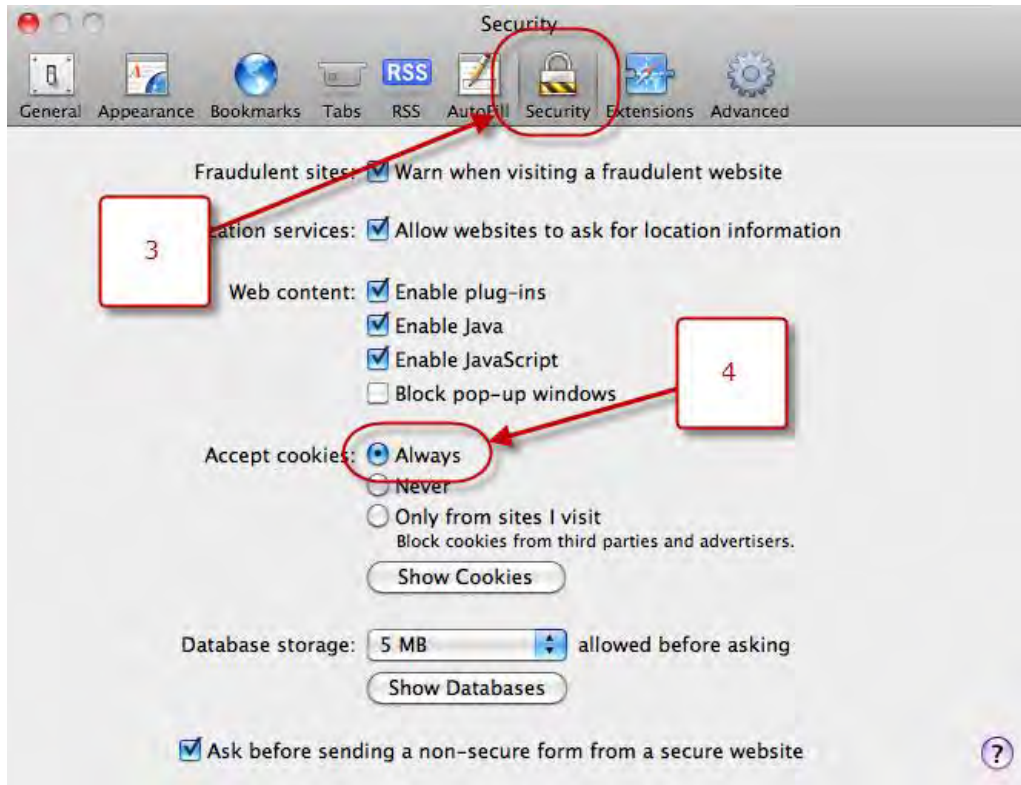 Security
General Appearance Bookmarks Tabs RSS RSS AutoFill Security Extensions Advanced
Fraudulent sites: Warn when visiting a fraudulent website
3
services: Allow websites to ask for location information
Web content: Enable plug-ins
Enable Java
Enable JavaScript
4
Block pop-up windows
Accept cookies: Always
Never
Only from sites I visit
Block cookies from third parties and advertisers.
Show Cookies
Database storage: 5 MB allowed before asking
Show Databases
Ask before sending a non-secure form from a secure website ?